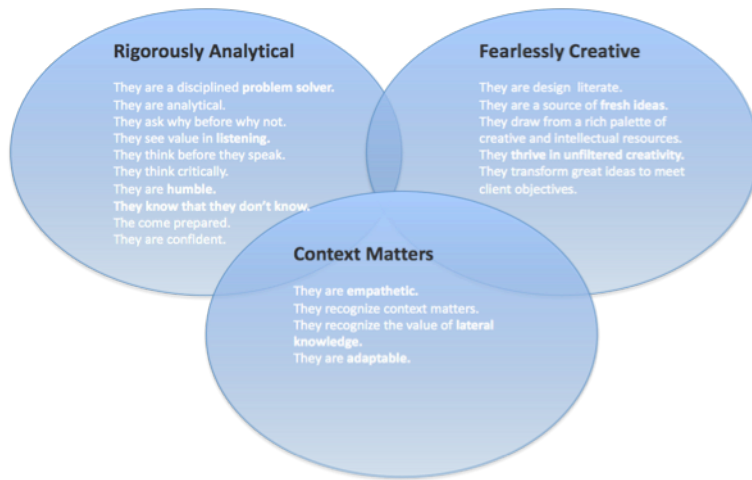 Rigorously Analytical
They are a disciplined problem solver.
They are analytical.
They ask why before why not.
They see value in listening.
They think before they speak.
They think critically.
They are humble.
They know that they don't know.
The come prepared.
They are confident.
Fearlessly Creative
They are design literate.
They are a source of fresh ideas.
They draw from a rich palette of
creative and intellectual resources.
They thrive in unfiltered creativity.
They transform great ideas to meet
client objectives.
Context Matters
They are empathetic.
They recognize context matters.
They recognize the value of lateral
knowledge.
They are adaptable.